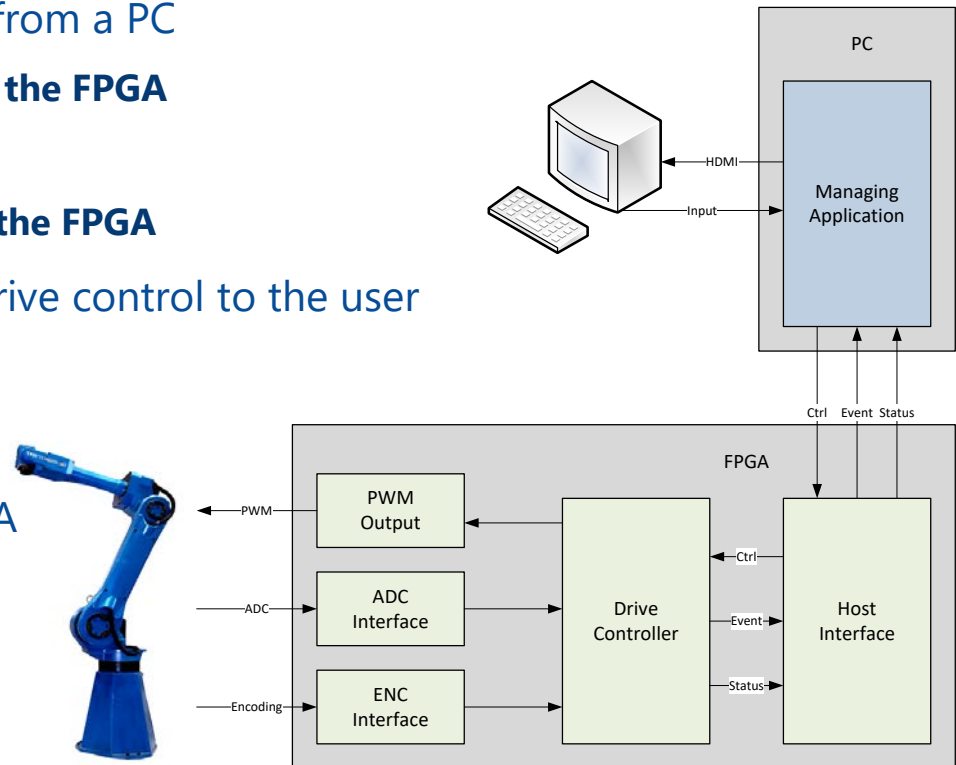 from a PC
the FPGA
the FPGA
rive control to the user
A
PC
HDMI
Input
Managing
Application
Ctrl Event Status
FPGA
PWM
PWM
Output
ADC
ADC
Interface
Encoding
ENC
Interface
Drive
Controller
Ctrl
Event
Status
Host
Interface